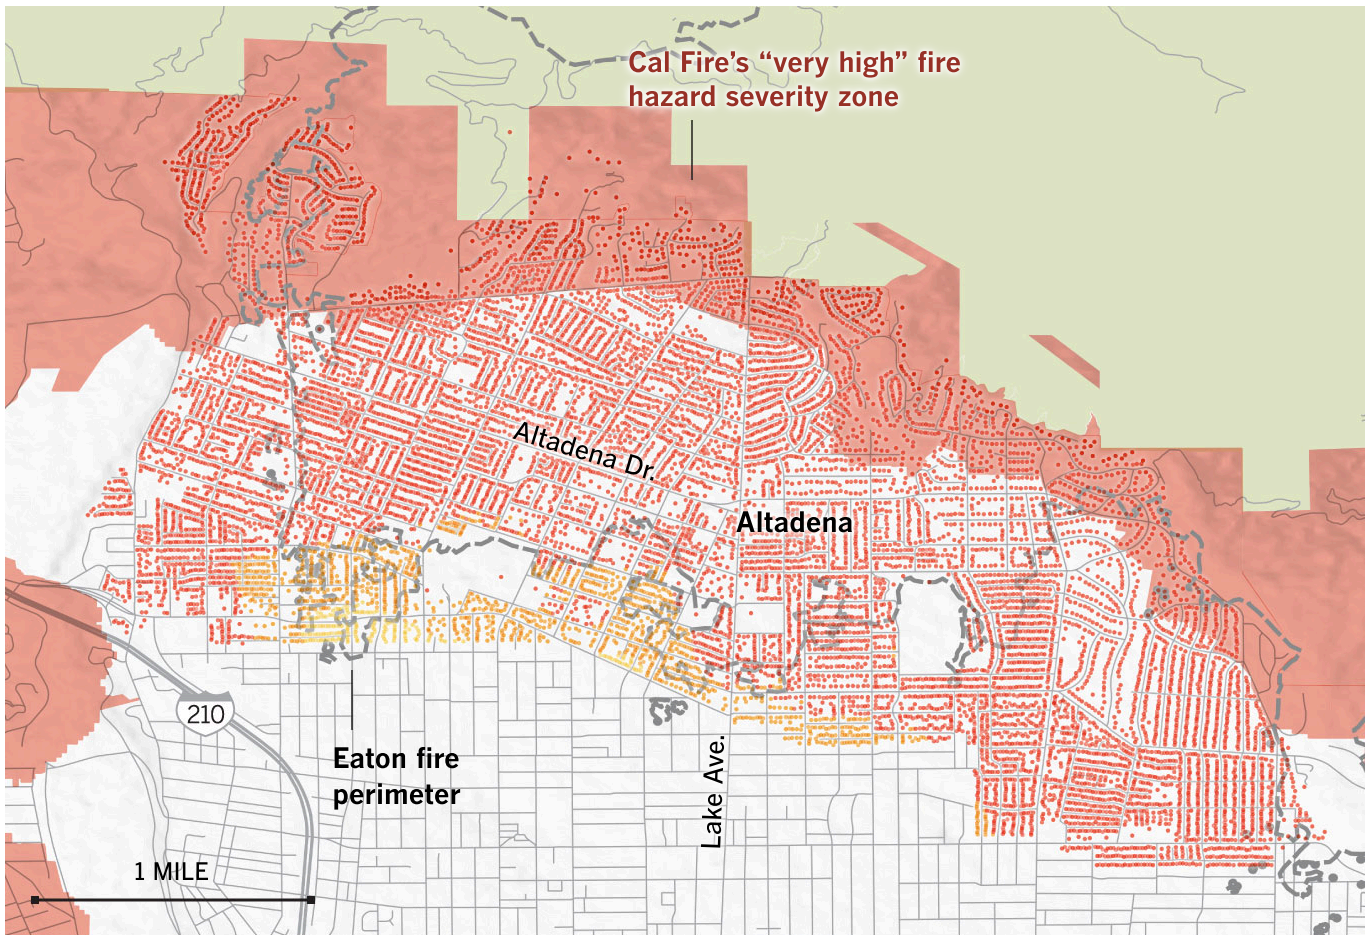 Cal Fire’s “very high” fire
hazard severity zone
Altadena Dr.
Altadena
210
Eaton fire
perimeter
Lake Ave.
1 MILE